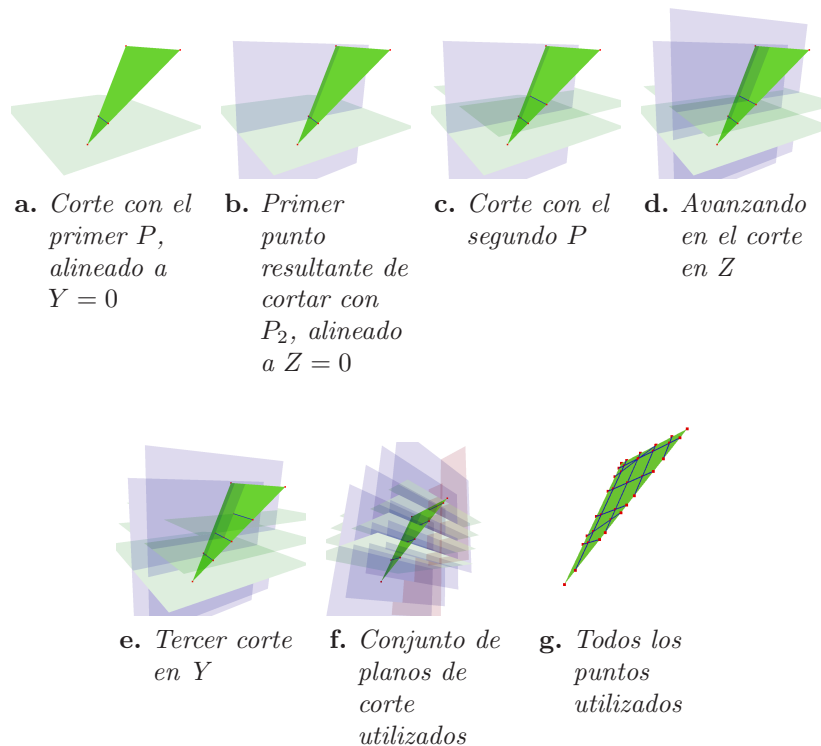 a. Corte con el
primer P,
alineado a
Y = 0
b. Primer
punto
resultante de
cortar con
P₂, alineado
a Z = 0
c. Corte con el
segundo P
d. Avanzando
en el corte
en Z
e. Tercer corte
en Y
f. Conjunto de
planos de
corte
utilizados
g. Todos los
puntos
utilizados